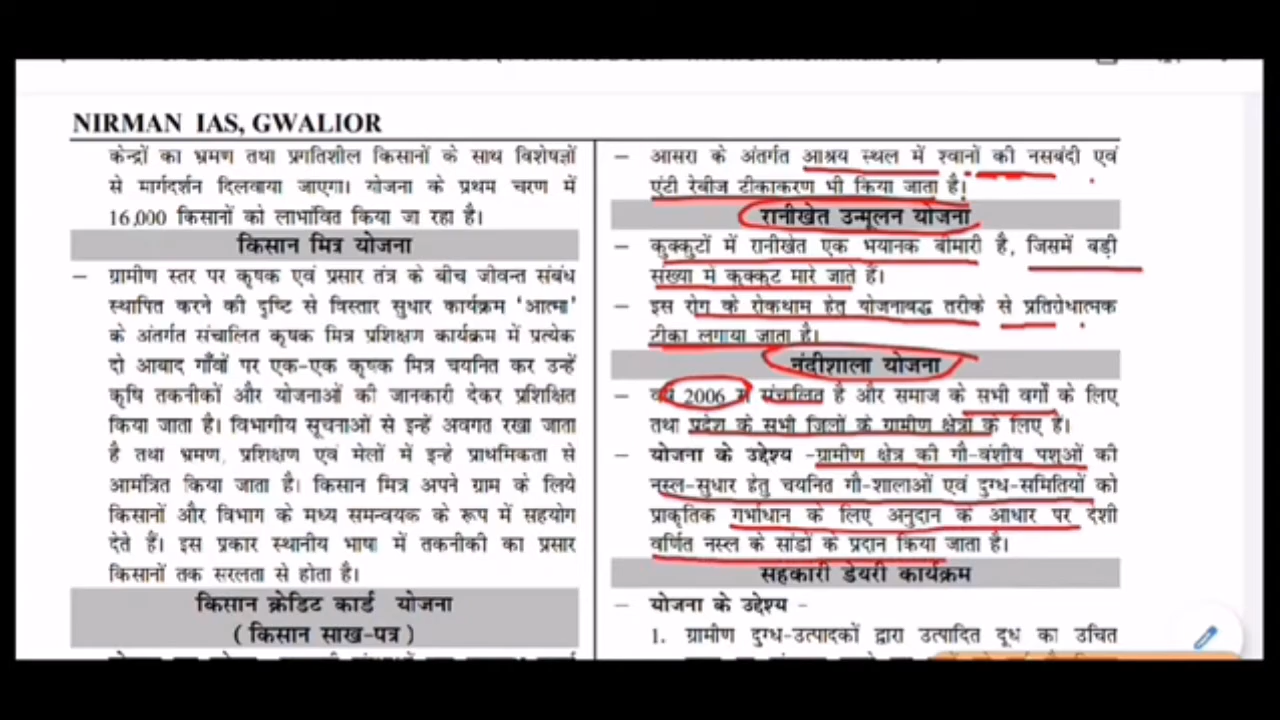 NIRMAN IAS, GWALIOR
केन्द्रों का भ्रमण तथा प्रगतिशील किसानों के साथ विशेषज्ञों
से मार्गदर्शन दिलवाया जाएगा। योजना के प्रथम चरण में
16,000 किसानों को लाभांवित किया जा रहा है।
किसान मित्र योजना
– ग्रामीण स्तर पर कृषक एवं प्रसार तंत्र के बीच जीवन्त संबंध
स्थापित करने की दृष्टि से विस्तार सुधार कार्यक्रम ‘आत्मा’
के अंतर्गत संचालित कृषक मित्र प्रशिक्षण कार्यक्रम में प्रत्येक
दो आबाद गाँवों पर एक-एक कृषक मित्र चयनित कर उन्हें
कृषि तकनीकों और योजनाओं की जानकारी देकर प्रशिक्षित
किया जाता है। विभागीय सूचनाओं से इन्हें अवगत रखा जाता
है तथा भ्रमण, प्रशिक्षण एवं मेलों में इन्हे प्राथमिकता से
आमंत्रित किया जाता है। किसान मित्र अपने ग्राम के लिये
किसानों और विभाग के मध्य समन्वयक के रूप में सहयोग
देते हैं। इस प्रकार स्थानीय भाषा में तकनीकी का प्रसार
किसानों तक सरलता से होता है।
किसान क्रेडिट कार्ड योजना
( किसान साख-पत्र )
– आसरा के अंतर्गत आश्रय स्थल में श्वानों की नसबंदी एवं
एंटी रेबीज टीकाकरण भी किया जाता है।
रानीखेत उन्मूलन योजना
– कुक्कुटों में रानीखेत एक भयानक बीमारी है, जिसमें बड़ी
संख्या में कुक्कुट मारे जाते हैं।
– इस रोग के रोकथाम हेतु योजनाबद्ध तरीके से प्रतिरोधात्मक
टीका लगाया जाता है।
नंदीशाला योजना
– वर्ष 2006 से संचालित है और समाज के सभी वर्गों के लिए
तथा प्रदेश के सभी जिलों के ग्रामीण क्षेत्रों के लिए है।
– योजना के उद्देश्य -ग्रामीण क्षेत्र की गौ-वंशीय पशुओं की
नस्ल-सुधार हेतु चयनित गौ-शालाओं एवं दुग्ध-समितियों को
प्राकृतिक गर्भाधान के लिए अनुदान के आधार पर देशी
वर्णित नस्ल के सांडों के प्रदान किया जाता है।
सहकारी डेयरी कार्यक्रम
– योजना के उद्देश्य -
1. ग्रामीण दुग्ध-उत्पादकों द्वारा उत्पादित दूध का उचित